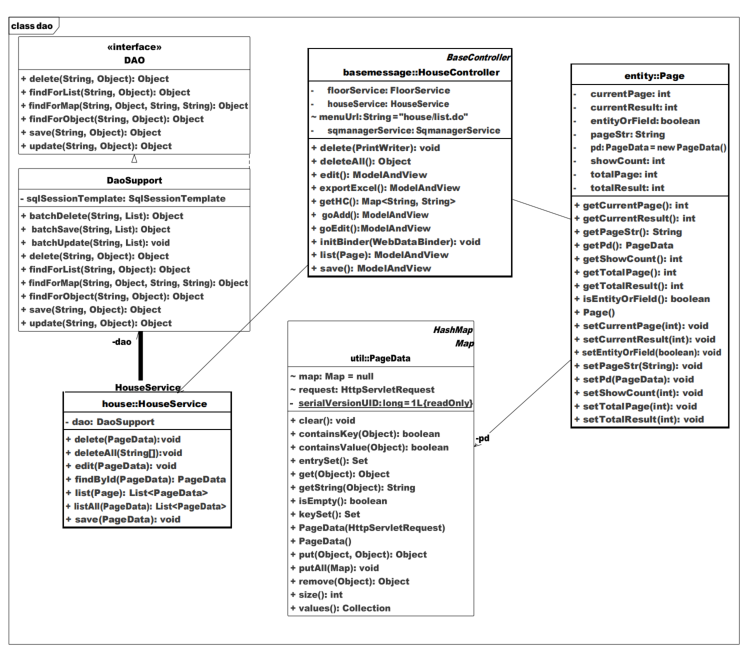 class dao
«interface»
DAO
+ delete(String, Object): Object
+ findForList(String, Object): Object
+ findForMap(String, Object, String, String): Object
+ findForObject(String, Object): Object
+ save(String, Object): Object
+ update(String, Object): Object
DaoSupport
- sqlSessionTemplate: SqlSessionTemplate
+ batchDelete(String, List): Object
+ batchSave(String, List): Object
+ batchUpdate(String, List): void
+ delete(String, Object): Object
+ findForList(String, Object): Object
+ findForMap(String, Object, String, String): Object
+ findForObject(String, Object): Object
+ save(String, Object): Object
+ update(String, Object): Object
-dao
HouseService
house::HouseService
- dao: DaoSupport
+ delete(PageData):void
+ deleteAll(String[]):void
+ edit(PageData): void
+ findById(PageData): PageData
+ list(Page): List<PageData>
+ listAll(PageData): List<PageData>
+ save(PageData): void
BaseController
basemessage::HouseController
- floorService: FloorService
- houseService: HouseService
~ menuUrl:String="house/list.do"
- sqmanagerService: SqmanagerService
+ delete(PrintWriter): void
+ deleteAll(): Object
+ edit(): ModelAndView
+ exportExcel(): ModelAndView
+ getHC(): Map<String, String>
+ goAdd(): ModelAndView
+ goEdit():ModelAndView
+ initBinder(WebDataBinder): void
+ list(Page): ModelAndView
+ save(): ModelAndView
HashMap
Map
util::PageData
~ map: Map = null
~ request: HttpServletRequest
- serialVersionUID:long=1L{readOnly}
+ clear(): void
+ containsKey(Object): boolean
+ containsValue(Object): boolean
+ entrySet(): Set
+ get(Object): Object
+ getString(Object): String
+ isEmpty(): boolean
+ keySet(): Set
+ PageData(HttpServletRequest)
+ PageData()
+ put(Object, Object): Object
+ putAll(Map): void
+ remove(Object): Object
+ size(): int
+ values(): Collection
entity::Page
- currentPage: int
- currentResult: int
- entityOrField: boolean
- pageStr: String
- pd: PageData = new PageData()
- showCount: int
- totalPage: int
- totalResult: int
+ getCurrentPage(): int
+ getCurrentResult(): int
+ getPageStr(): String
+ getPd(): PageData
+ getShowCount(): int
+ getTotalPage(): int
+ getTotalResult(): int
+ isEntityOrField(): boolean
+ Page()
+ setCurrentPage(int): void
+ setCurrentResult(int): void
+ setEntityOrField(boolean): void
+ setPageStr(String): void
+ setPd(PageData): void
+ setShowCount(int): void
+ setTotalPage(int): void
+ setTotalResult(int): void
-pd